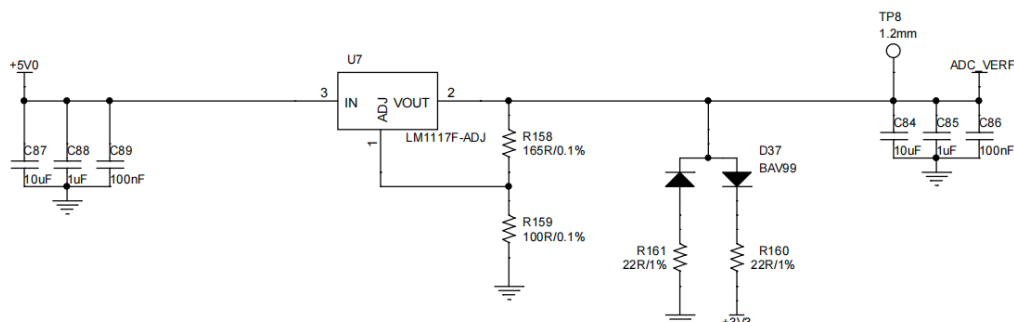 TP8
1.2mm
+5V0
U7
ADC_VERF
3
IN
VOUT
2
ADJ
LM1117F-ADJ
1
C87
10uF
C88
1uF
C89
100nF
R158
165R/0.1%
R159
100R/0.1%
D37
BAV99
R161
22R/1%
R160
22R/1%
+3V3
C84
10uF
C85
1uF
C86
100nF